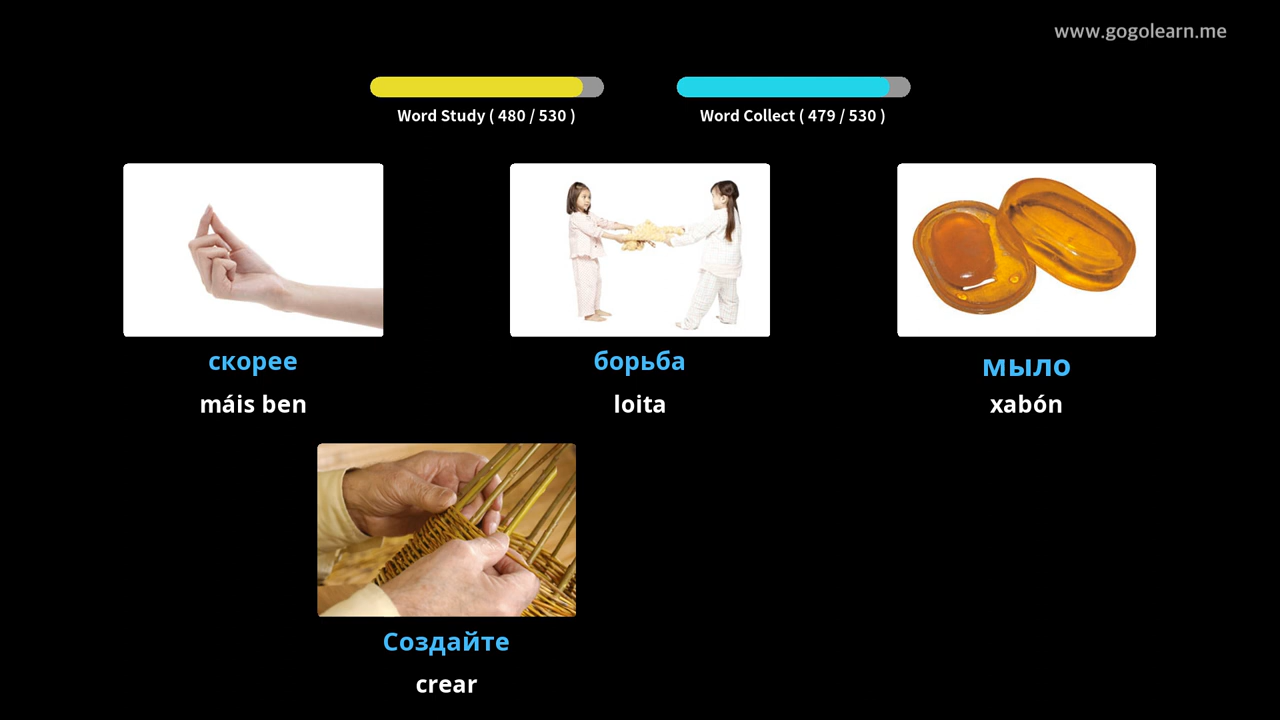 www.gogolearn.me
Word Study ( 480 / 530 )
Word Collect ( 479 / 530 )
скорее
máis ben
борьба
loita
мыло
xabón
Создайте
crear